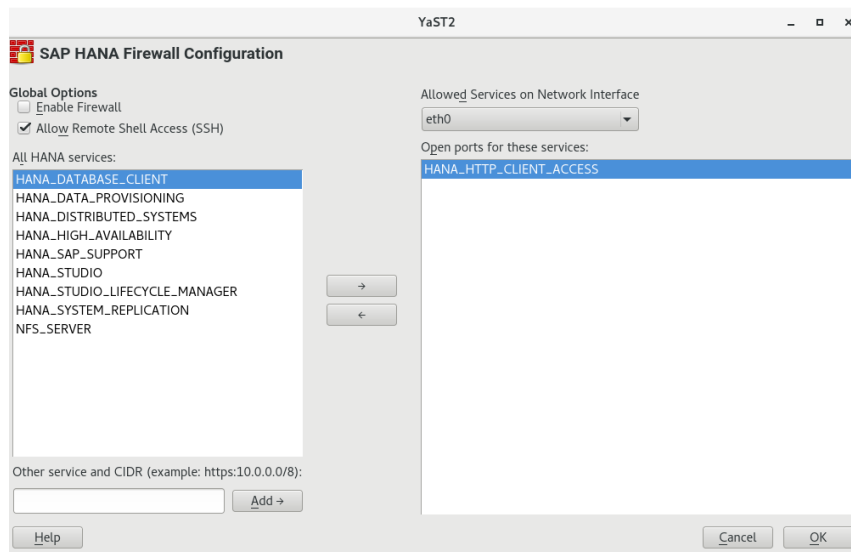 YaST2
SAP HANA Firewall Configuration
Global Options
Enable Firewall
Allow Remote Shell Access (SSH)
All HANA services:
HANA_DATABASE_CLIENT
HANA_DATA_PROVISIONING
HANA_DISTRIBUTED_SYSTEMS
HANA_HIGH_AVAILABILITY
HANA_SAP_SUPPORT
HANA_STUDIO
HANA_STUDIO_LIFECYCLE_MANAGER
HANA_SYSTEM_REPLICATION
NFS_SERVER
Other service and CIDR (example: https:10.0.0.0/8):
Add →
→
←
Allowed Services on Network Interface
eth0
Open ports for these services:
HANA_HTTP_CLIENT_ACCESS
Help
Cancel
OK